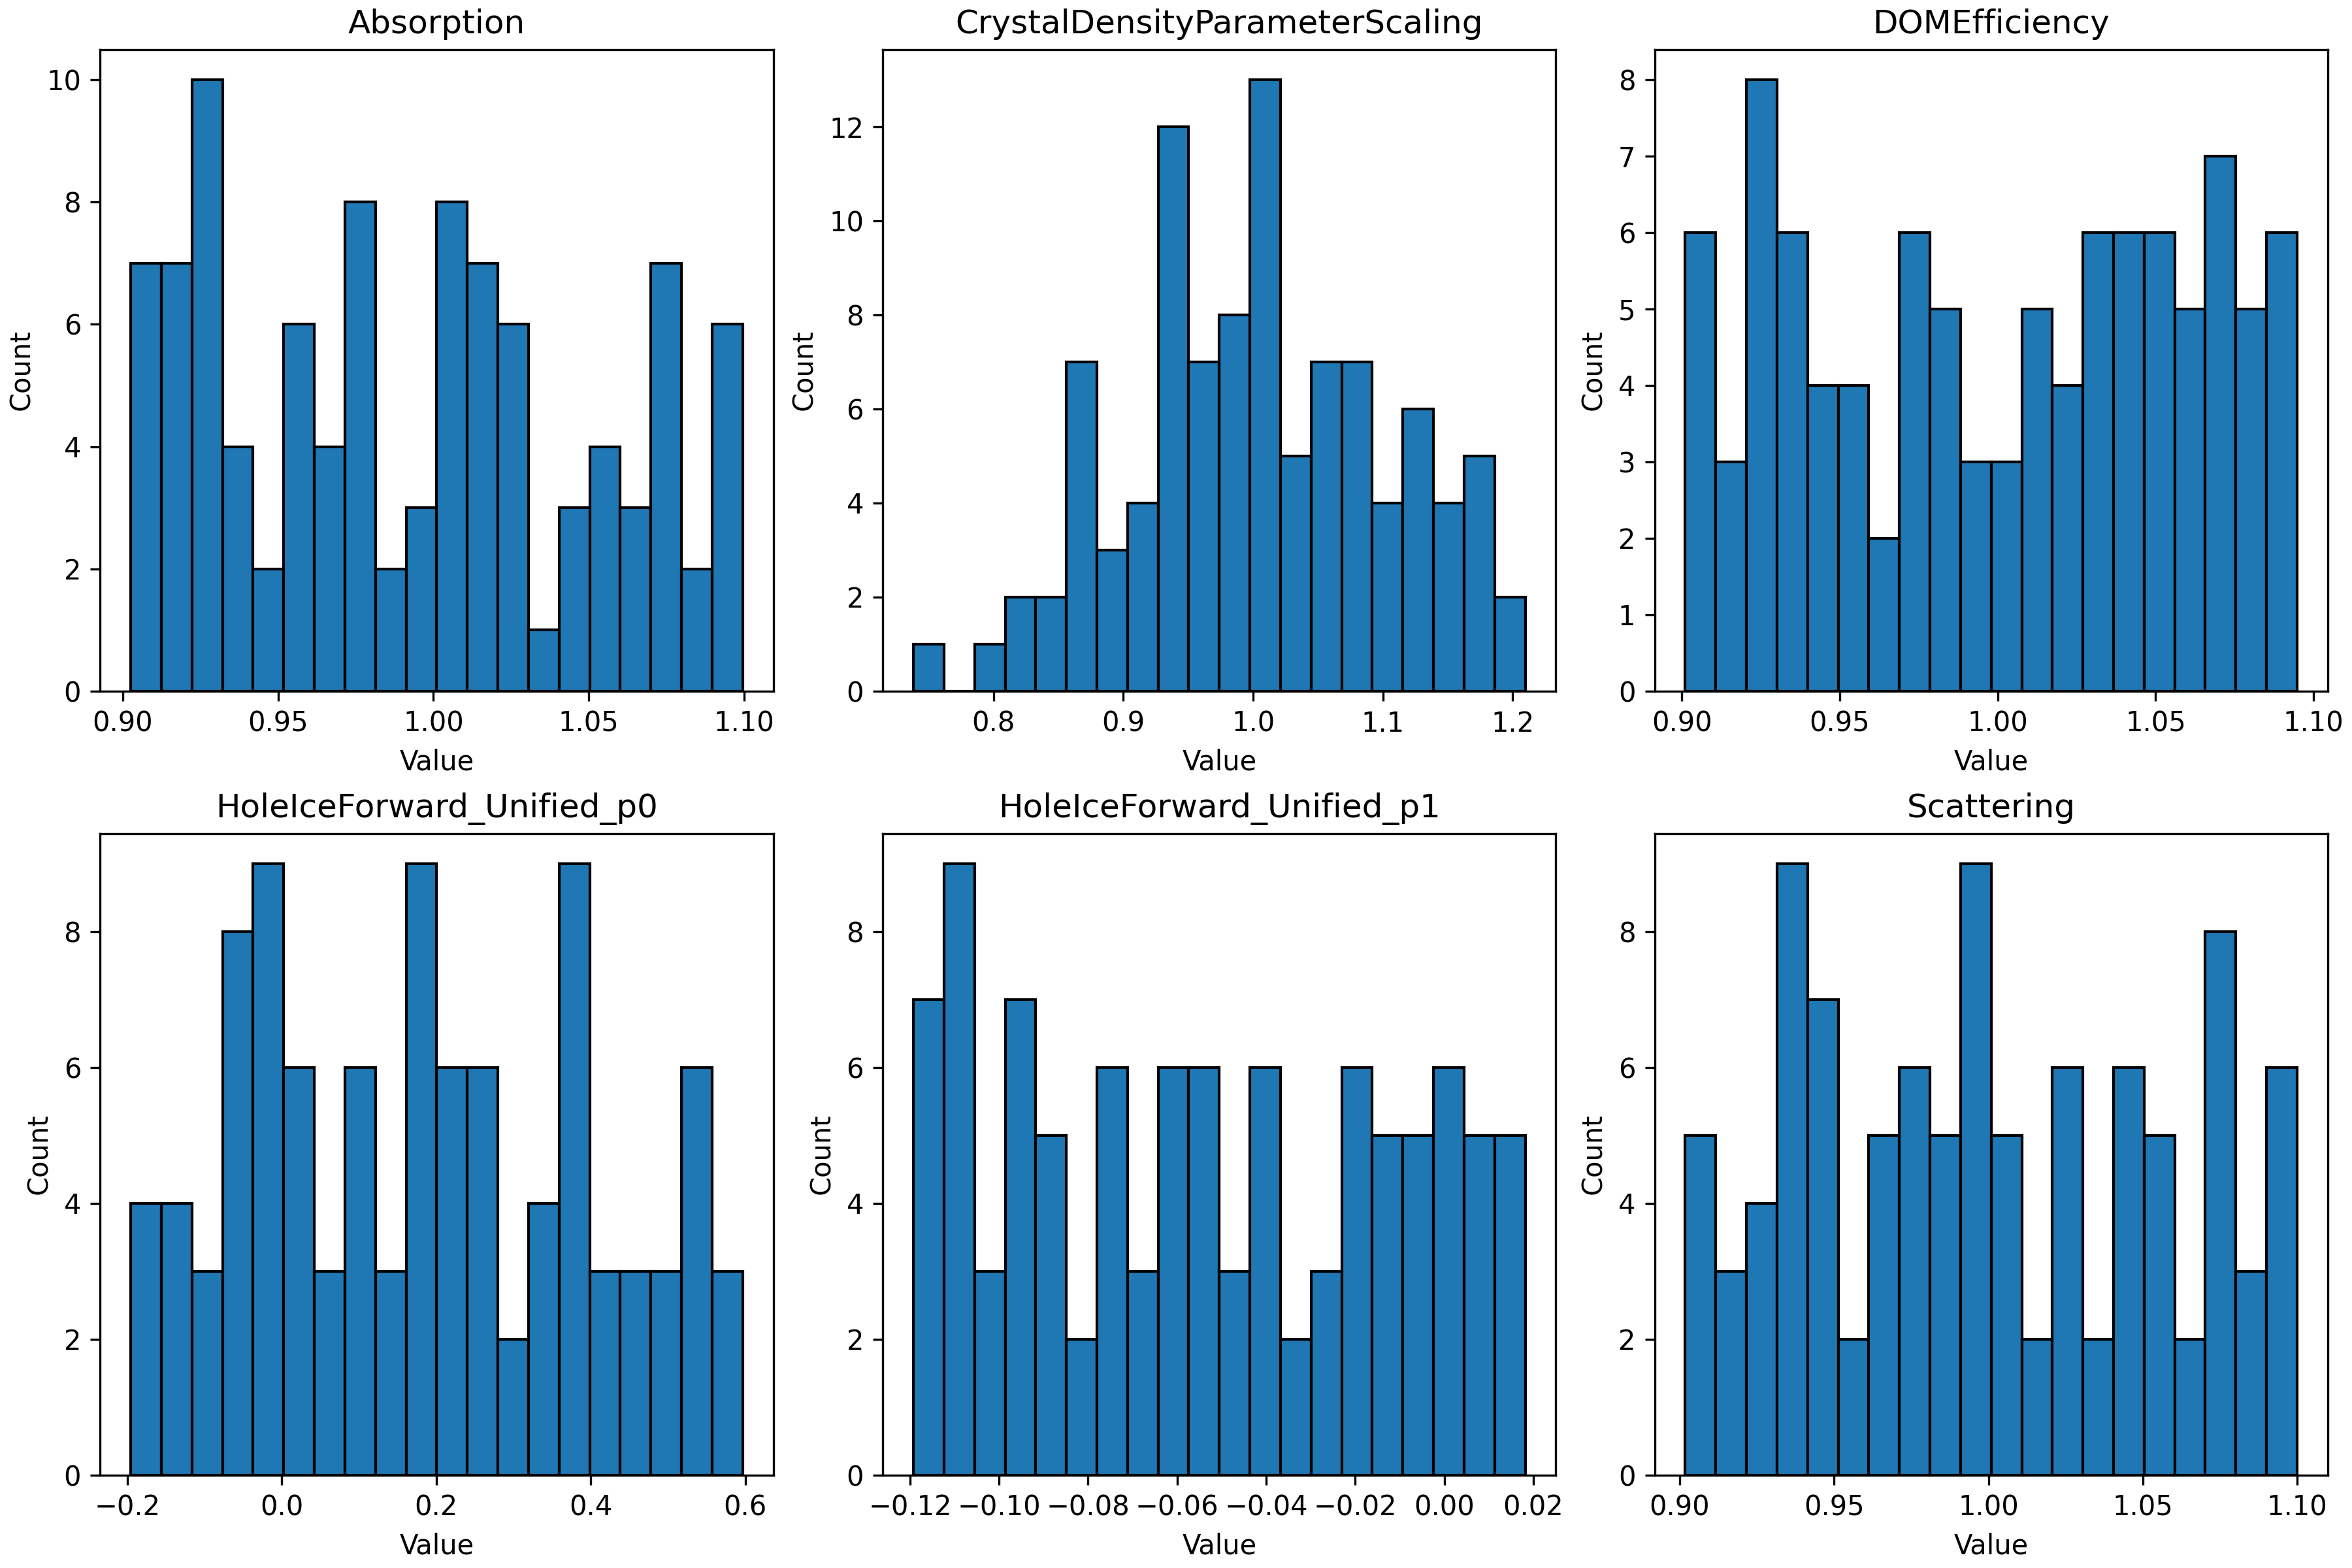 Absorption
Count
10
8
6
4
2
0
0.90 0.95 1.00 1.05 1.10
Value
CrystalDensityParameterScaling
Count
12
10
8
6
4
2
0
0.8 0.9 1.0 1.1 1.2
Value
DOMEfficiency
Count
8
7
6
5
4
3
2
1
0
0.90 0.95 1.00 1.05 1.10
Value
HoleIceForward_Unified_p0
Count
8
6
4
2
0
−0.2 0.0 0.2 0.4 0.6
Value
HoleIceForward_Unified_p1
Count
8
6
4
2
0
−0.12 −0.10 −0.08 −0.06 −0.04 −0.02 0.00 0.02
Value
Scattering
Count
8
6
4
2
0
0.90 0.95 1.00 1.05 1.10
Value